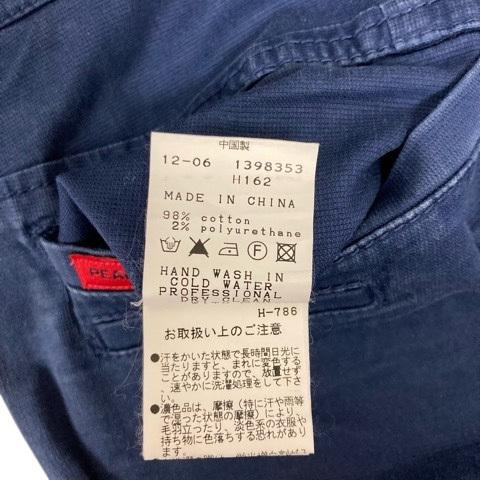 中国製
12-06 1398353
H162
MADE IN CHINA
98% cotton
2% polyurethane
F
HAND WASH IN
COLD WATER
PROFESSIONAL
DRY-CLEAN
H-786
お取扱い上のご注意
●汗をかいた状態で長時間日光に
当たりますと、まれに変色する
ことがありますので、放置せず
、速やかに洗濯処理をして下さ
い。
●濃色品は、摩擦（特に汗や雨等
で湿った状態の摩擦）により、
毛羽立ったり、淡色系の衣服や
持ち物に色落ちする恐れがあり
ます。
PEA